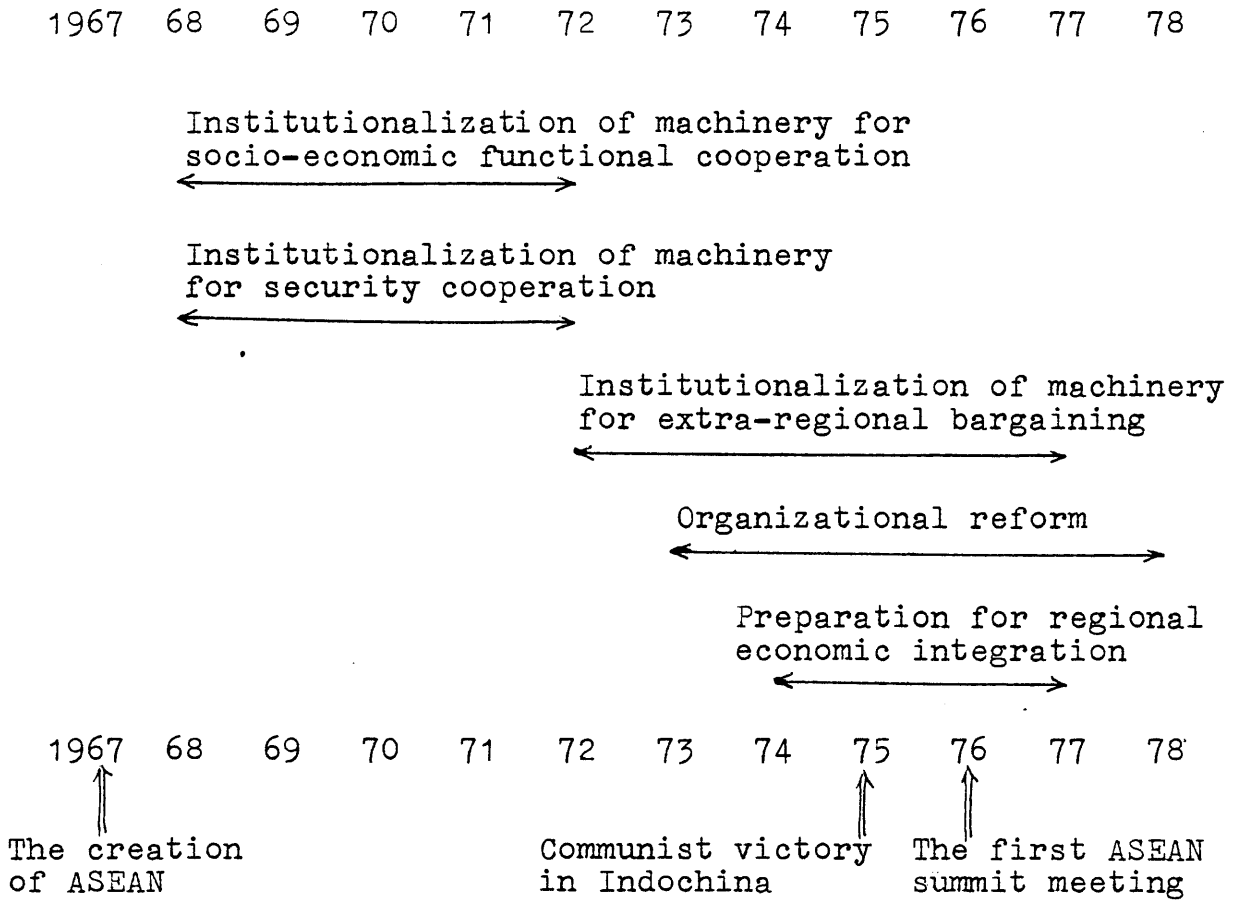 1967 68 69 70 71 72 73 74 75 76 77 78
Institutionalization of machinery for
socio-economic functional cooperation
Institutionalization of machinery
for security cooperation
Institutionalization of machinery
for extra-regional bargaining
Organizational reform
Preparation for regional
economic integration
1967 68 69 70 71 72 73 74 75 76 77 78
The creation
of ASEAN
Communist victory
in Indochina
The first ASEAN
summit meeting